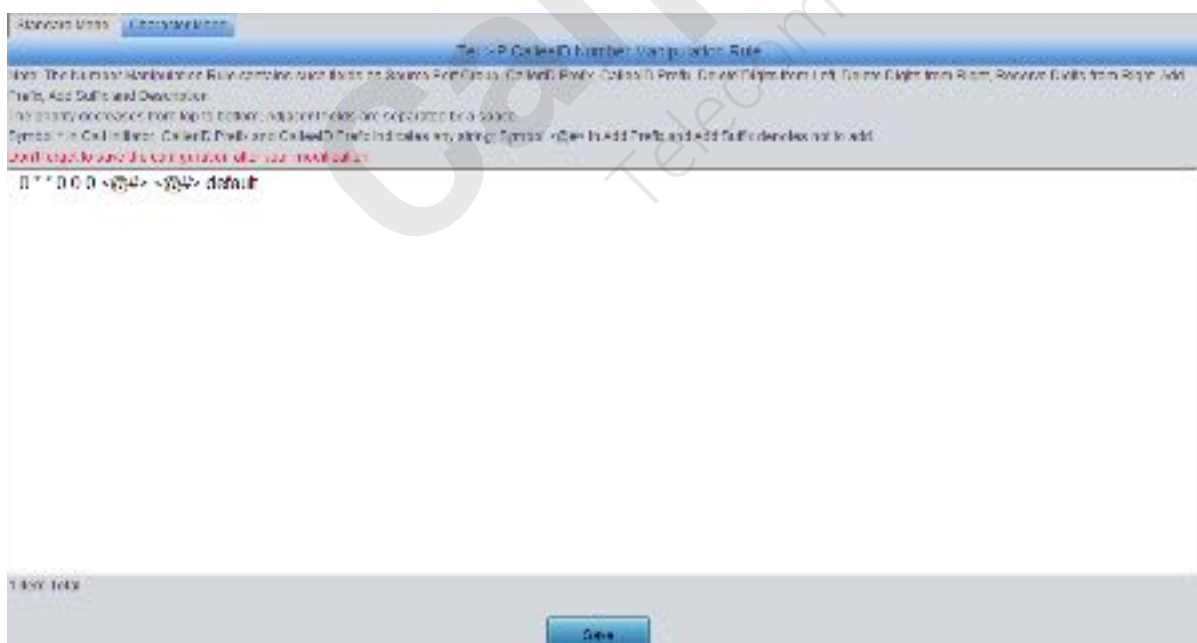 Standard Mode Character Mode
Tel->IP CalleeID Number Manipulation Rule
Note: The Number Manipulation Rule contains such fields as Source Port Group, CallerID Prefix, CalleeID Prefix, Delete Digits from Left, Delete Digits from Right, Reserve Digits from Right, Add
Prefix, Add Suffix and Description.
The priority decreases from top to bottom; Adjacent fields are separated by a space.
Symbol * in Call Initiator, CallerID Prefix and CalleeID Prefix indicates any string; Symbol <@#> in Add Prefix and Add Suffix denotes not to add.
Don't forget to save the configuration after your modification.
0 * * 0 0 0 <@#> <@#> default
Telecom
1 Item Total
Save